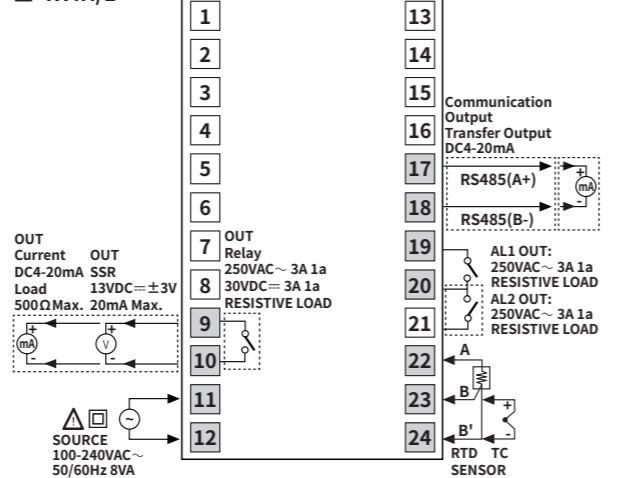 1
2
3
4
5
6
7
8
9
10
11
12
13
14
15
16
17
18
19
20
21
22
23
24
Communication
Output
Transfer Output
DC4-20mA
RS485(A+)
RS485(B-)
+
mA
-
OUT
Current
DC4-20mA
Load
500ΩMax.
OUT
SSR
13VDC⎓±3V
20mA Max.
+
mA
-
+
V
-
OUT
Relay
250VAC～ 3A 1a
30VDC⎓ 3A 1a
RESISTIVE LOAD
AL1 OUT:
250VAC～ 3A 1a
RESISTIVE LOAD
AL2 OUT:
250VAC～ 3A 1a
RESISTIVE LOAD
A
B
B'
+
-
RTD TC
SENSOR
SOURCE
100-240VAC～
50/60Hz 8VA